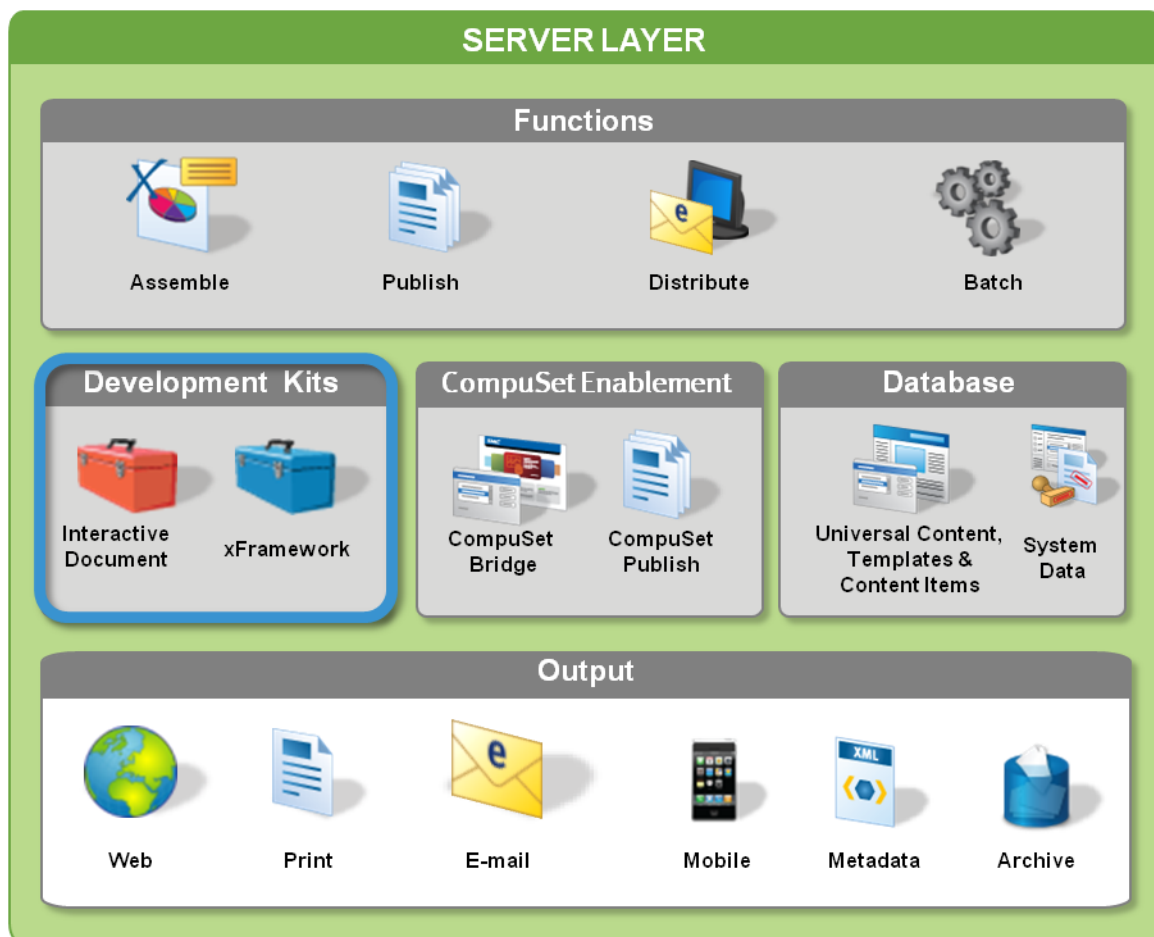 SERVER LAYER
Functions
Assemble
Publish
Distribute
Batch
Development Kits
Interactive
Document
xFramework
CompuSet Enablement
CompuSet
Bridge
CompuSet
Publish
Database
Universal Content,
Templates &
Content Items
System
Data
Output
e
e
XML
Web
Print
E-mail
Mobile
Metadata
Archive